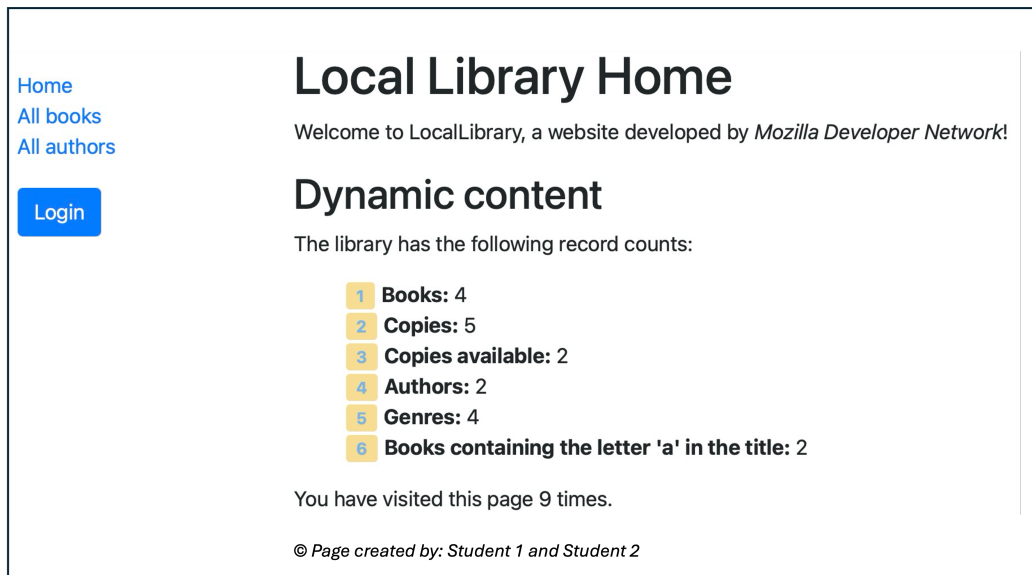 Home
All books
All authors
Login
Local Library Home
Welcome to LocalLibrary, a website developed by Mozilla Developer Network!
Dynamic content
The library has the following record counts:
1 Books: 4
2 Copies: 5
3 Copies available: 2
4 Authors: 2
5 Genres: 4
6 Books containing the letter 'a' in the title: 2
You have visited this page 9 times.
© Page created by: Student 1 and Student 2